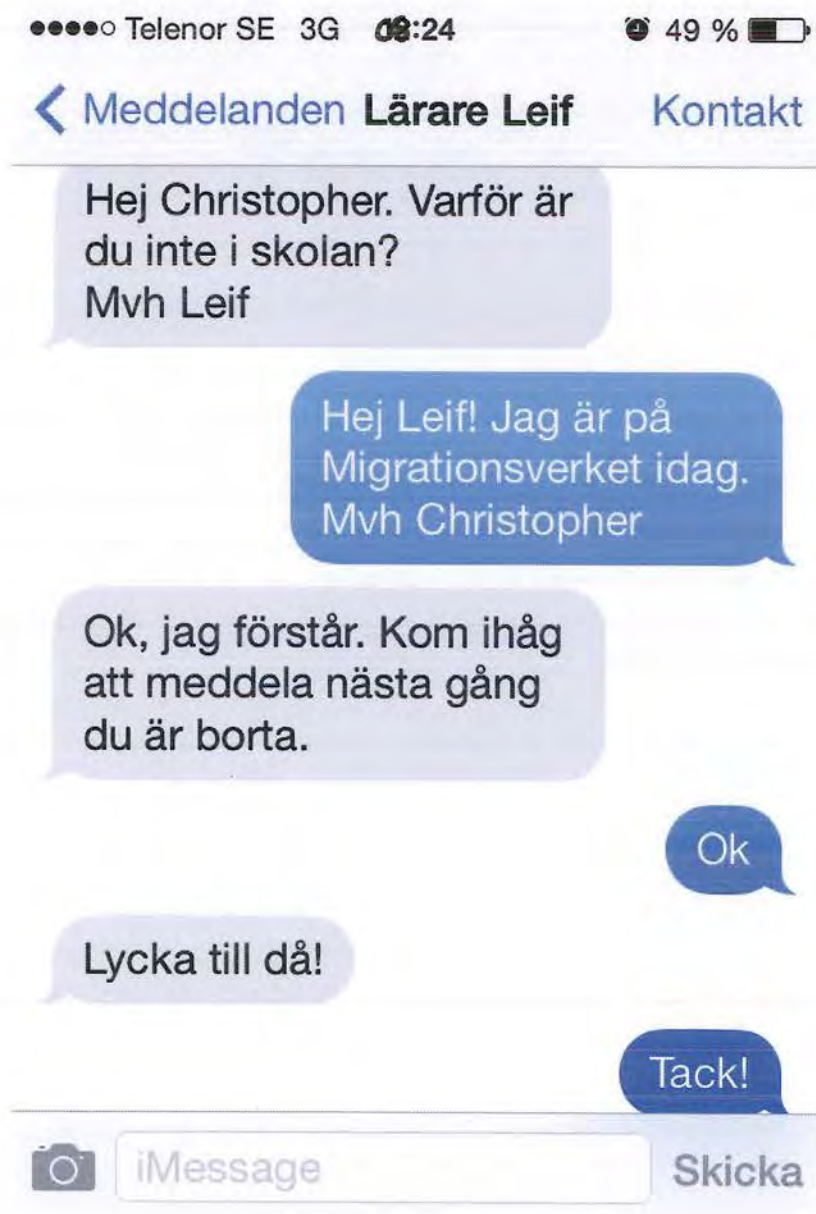 Telenor SE 3G :24 49 %
Meddelanden Lärare Leif Kontakt
Hej Christopher. Varför är
du inte i skolan?
Mvh Leif
Hej Leif! Jag är på
Migrationsverket idag.
Mvh Christopher
Ok, jag förstår. Kom ihåg
att meddela nästa gång
du är borta.
Ok
Lycka till då!
Tack!
iMessage
Skicka